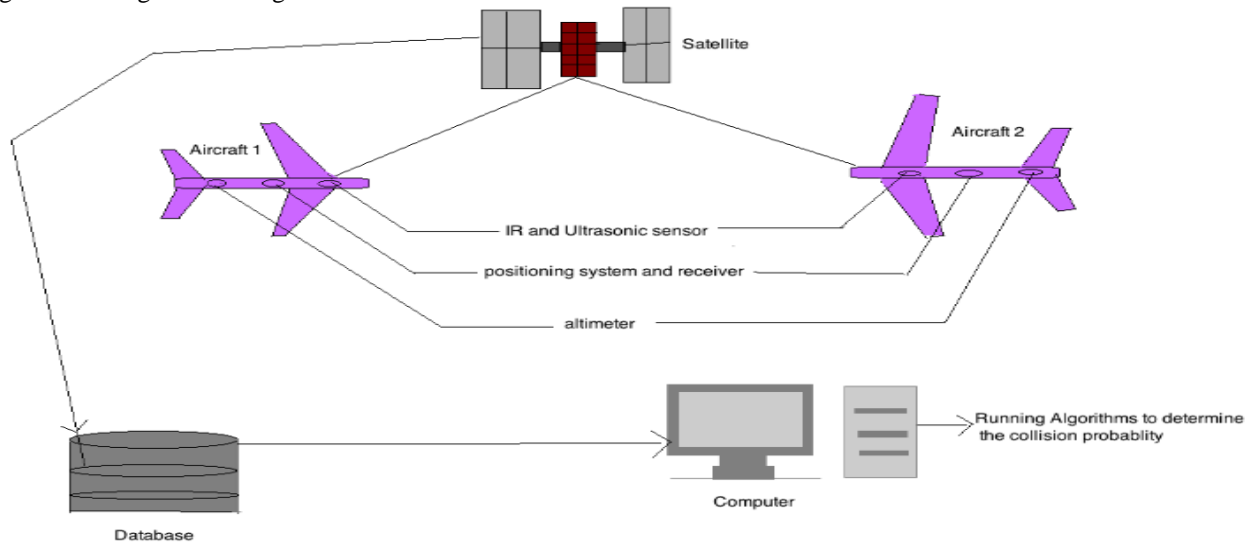 Satellite
Aircraft 1
Aircraft 2
IR and Ultrasonic sensor
positioning system and receiver
altimeter
Running Algorithms to determine
the collision probablity
Computer
Database